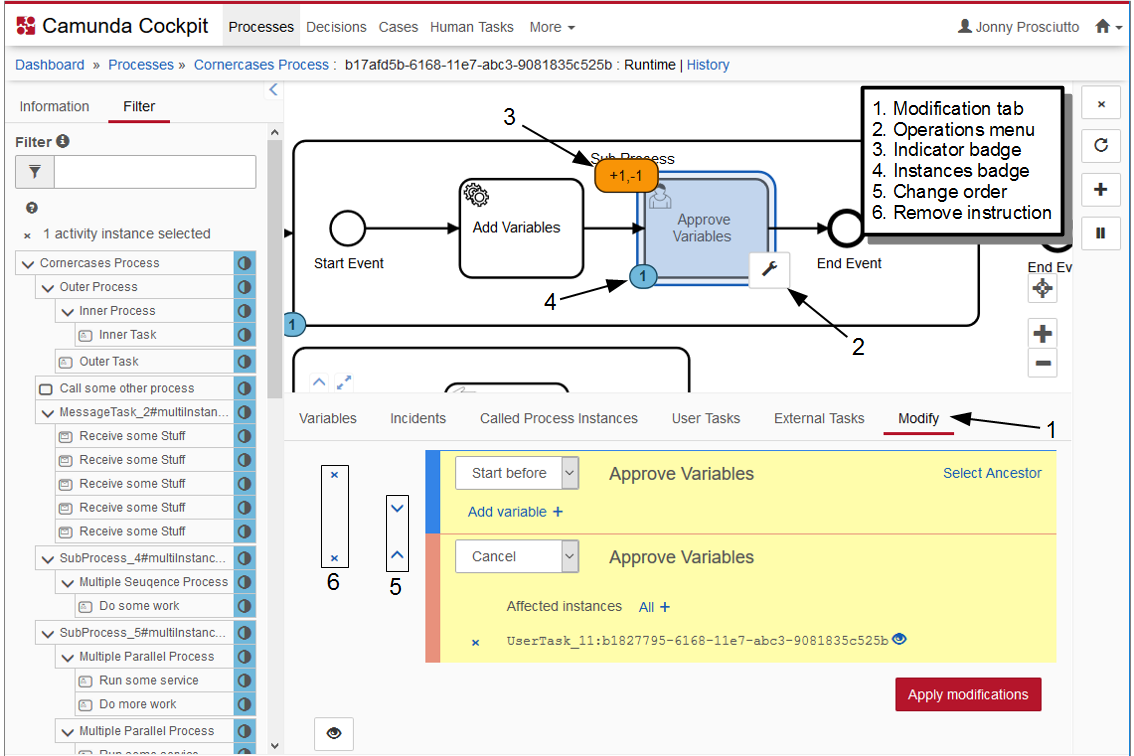 Camunda Cockpit Processes Decisions Cases Human Tasks More Jonny Prosciutto
Dashboard » Processes » Cornercases Process : b17afd5b-6168-11e7-abc3-9081835c525b : Runtime | History
Information Filter
Filter
1 activity instance selected
Cornercases Process
Outer Process
Inner Process
Inner Task
Outer Task
Call some other process
MessageTask_2#multiInstanc...
Receive some Stuff
Receive some Stuff
Receive some Stuff
Receive some Stuff
Receive some Stuff
SubProcess_4#multiInstanc...
Multiple Seuqence Process
Do some work
SubProcess_5#multiInstanc...
Multiple Parallel Process
Run some service
Do more work
Multiple Parallel Process
Run some service
3
Sub Process
+1,-1
Start Event
Add Variables
Approve
Variables
End Event
End Ev
1
1
4
2
1. Modification tab
2. Operations menu
3. Indicator badge
4. Instances badge
5. Change order
6. Remove instruction
Variables Incidents Called Process Instances User Tasks External Tasks Modify
1
Start before Approve Variables Select Ancestor
Add variable +
Cancel Approve Variables
6
5
Affected instances All +
UserTask_11:b1827795-6168-11e7-abc3-9081835c525b
Apply modifications